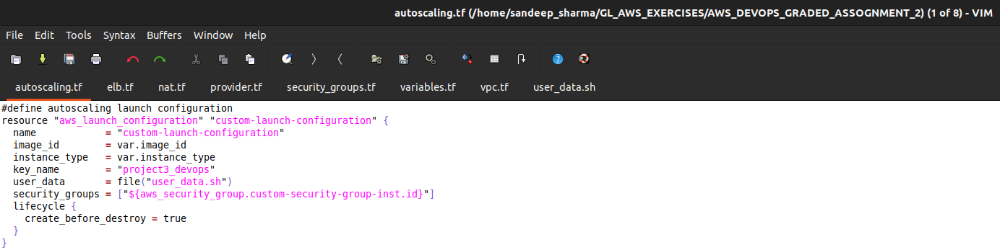 autoscaling.tf (/home/sandeep_sharma/GL_AWS_EXERCISES/AWS_DEVOPS_GRADED_ASSOGNMENT_2) (1 of 8) - VIM
File Edit Tools Syntax Buffers Window Help
autoscaling.tf elb.tf nat.tf provider.tf security_groups.tf variables.tf vpc.tf user_data.sh
#define autoscaling launch configuration
resource "aws_launch_configuration" "custom-launch-configuration" {
  name            = "custom-launch-configuration"
  image_id        = var.image_id
  instance_type   = var.instance_type
  key_name        = "project3_devops"
  user_data       = file("user_data.sh")
  security_groups = ["${aws_security_group.custom-security-group-inst.id}"]
  lifecycle {
    create_before_destroy = true
  }
}